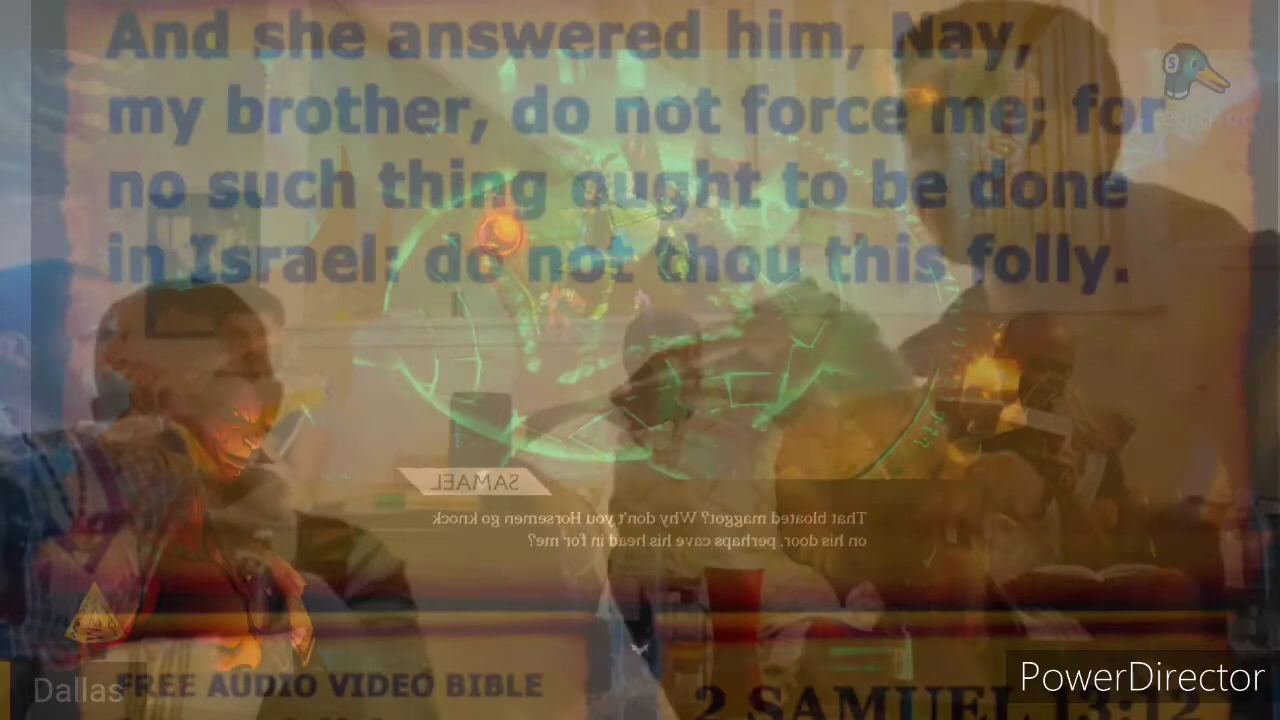 And she answered him, Nay,
my brother, do not force me; for
no such thing ought to be done
in Israel: do not thou this folly.
S
SAMAEL
That bloated maggot? Why don't you Horsemen go knock
on his door, perhaps cave his head in for me?
Dallas
FREE AUDIO VIDEO BIBLE
2 SAMUEL 13:12
PowerDirector